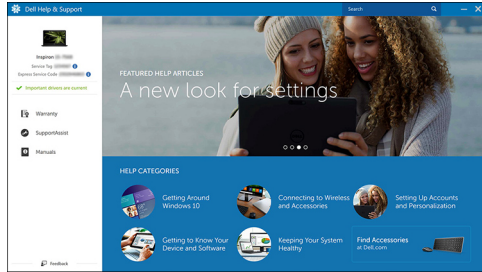 Dell Help & Support
Search
Inspiron
Service Tag
Express Service Code
Important drivers are current
Warranty
SupportAssist
Manuals
Feedback
FEATURED HELP ARTICLES
A new look for settings
HELP CATEGORIES
Getting Around
Windows 10
Connecting to Wireless
and Accessories
Setting Up Accounts
and Personalization
Getting to Know Your
Device and Software
Keeping Your System
Healthy
Find Accessories
at Dell.com